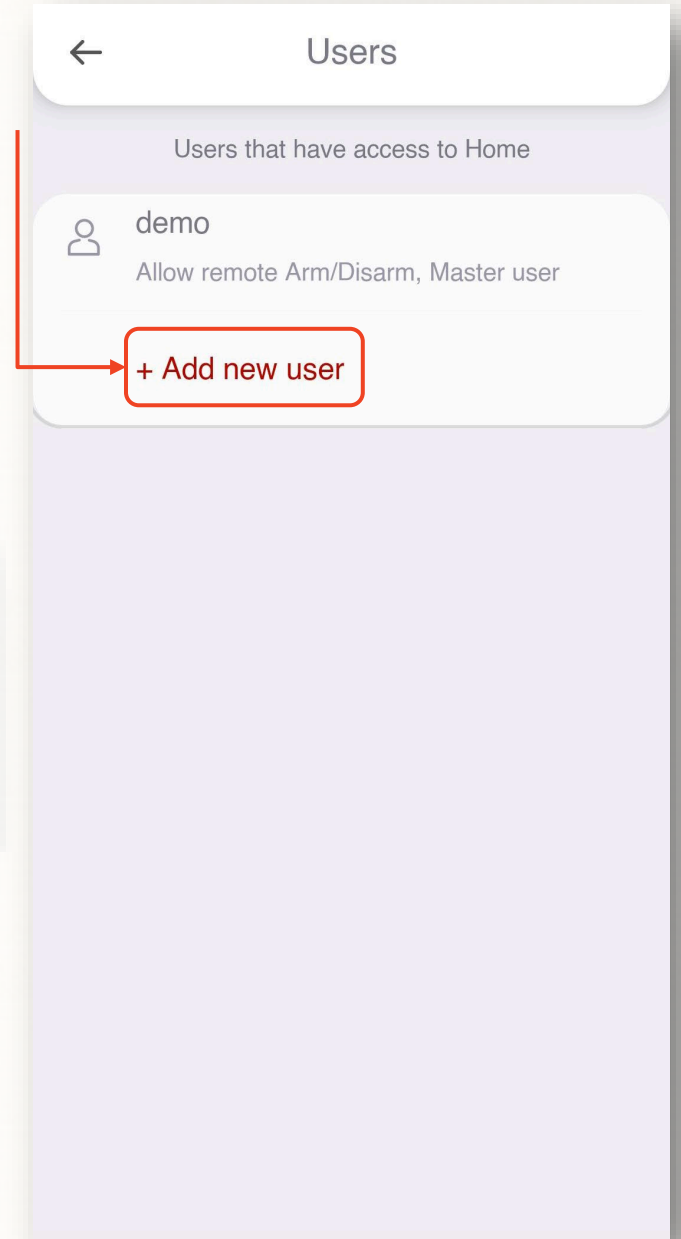 Users
Users that have access to Home
demo
Allow remote Arm/Disarm, Master user
+ Add new user